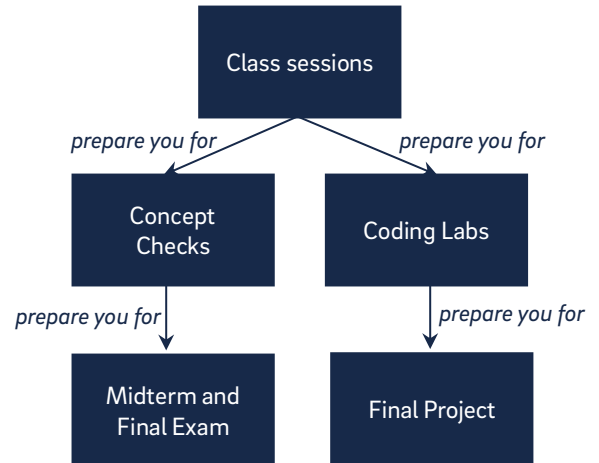 Class sessions
prepare you for
prepare you for
Concept
Checks
Coding Labs
prepare you for
prepare you for
Midterm and
Final Exam
Final Project